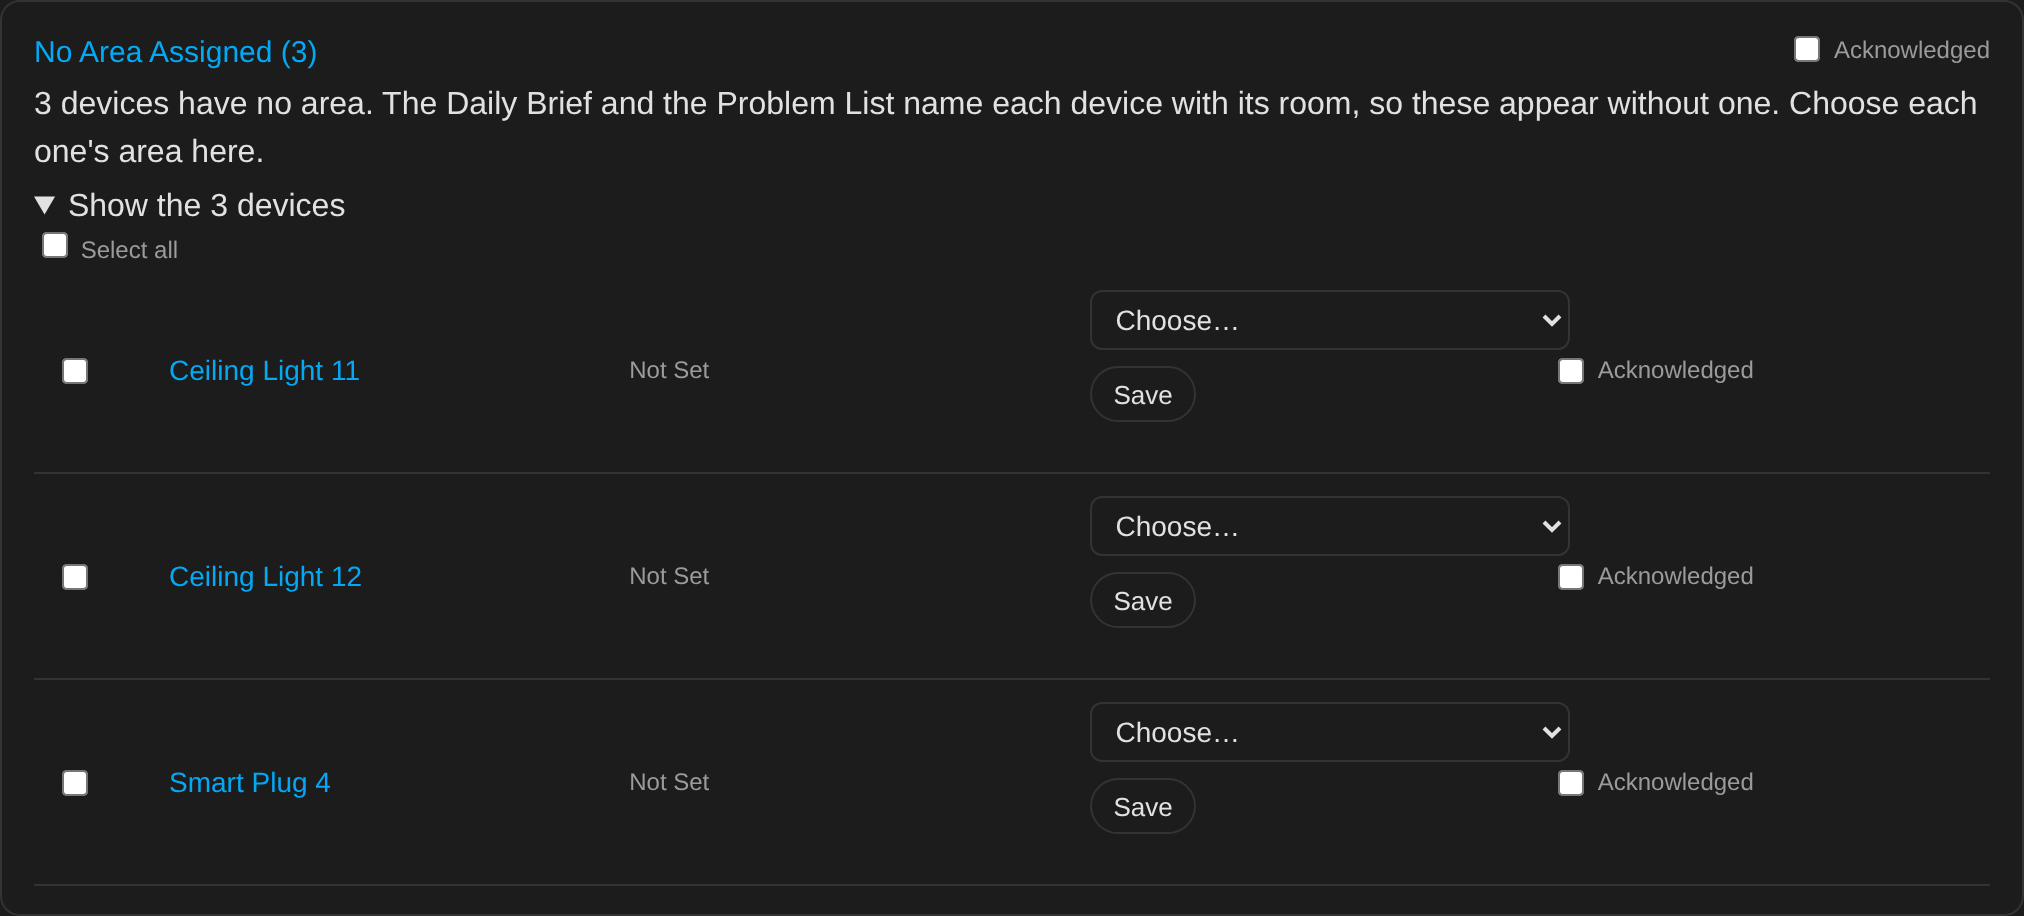 No Area Assigned (3)
Acknowledged
3 devices have no area. The Daily Brief and the Problem List name each device with its room, so these appear without one. Choose each
one's area here.
Show the 3 devices
Select all
Choose…
Ceiling Light 11
Not Set
Acknowledged
Save
Choose…
Ceiling Light 12
Not Set
Acknowledged
Save
Choose…
Smart Plug 4
Not Set
Acknowledged
Save